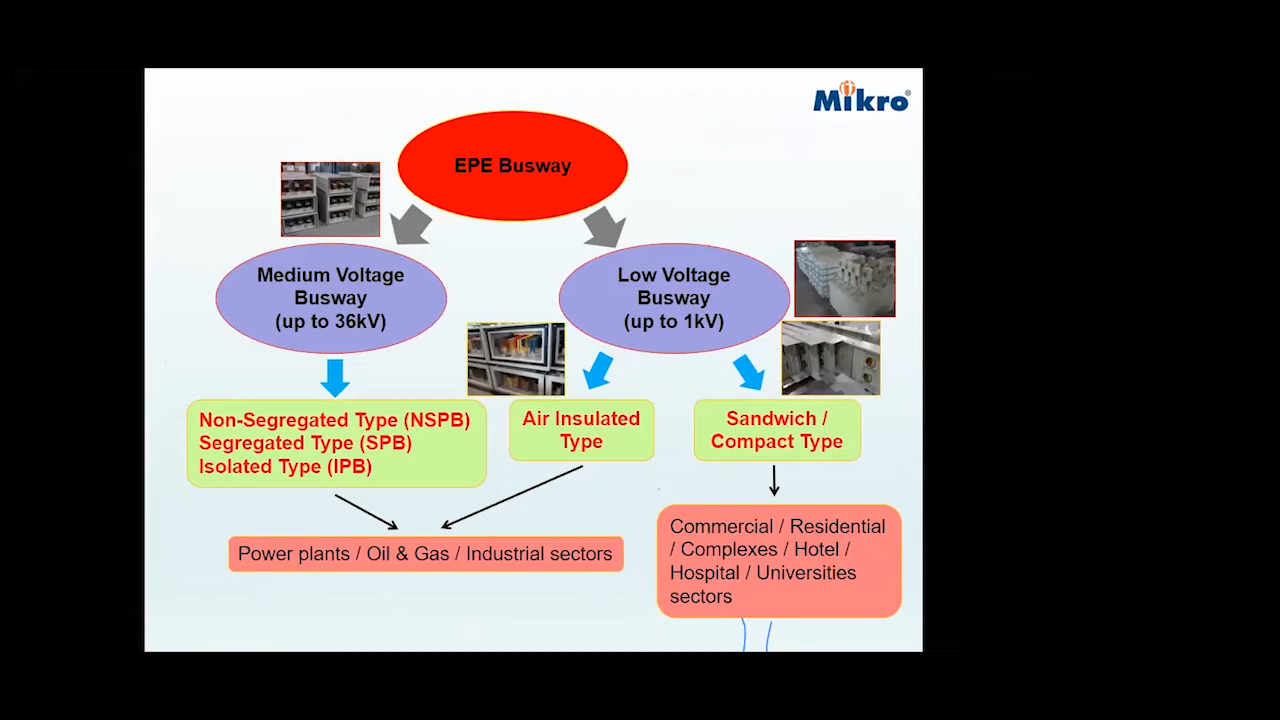 Mikro®
EPE Busway
Medium Voltage
Busway
(up to 36kV)
Low Voltage
Busway
(up to 1kV)
Non-Segregated Type (NSPB)
Segregated Type (SPB)
Isolated Type (IPB)
Air Insulated
Type
Sandwich /
Compact Type
Power plants / Oil & Gas / Industrial sectors
Commercial / Residential
/ Complexes / Hotel /
Hospital / Universities
sectors